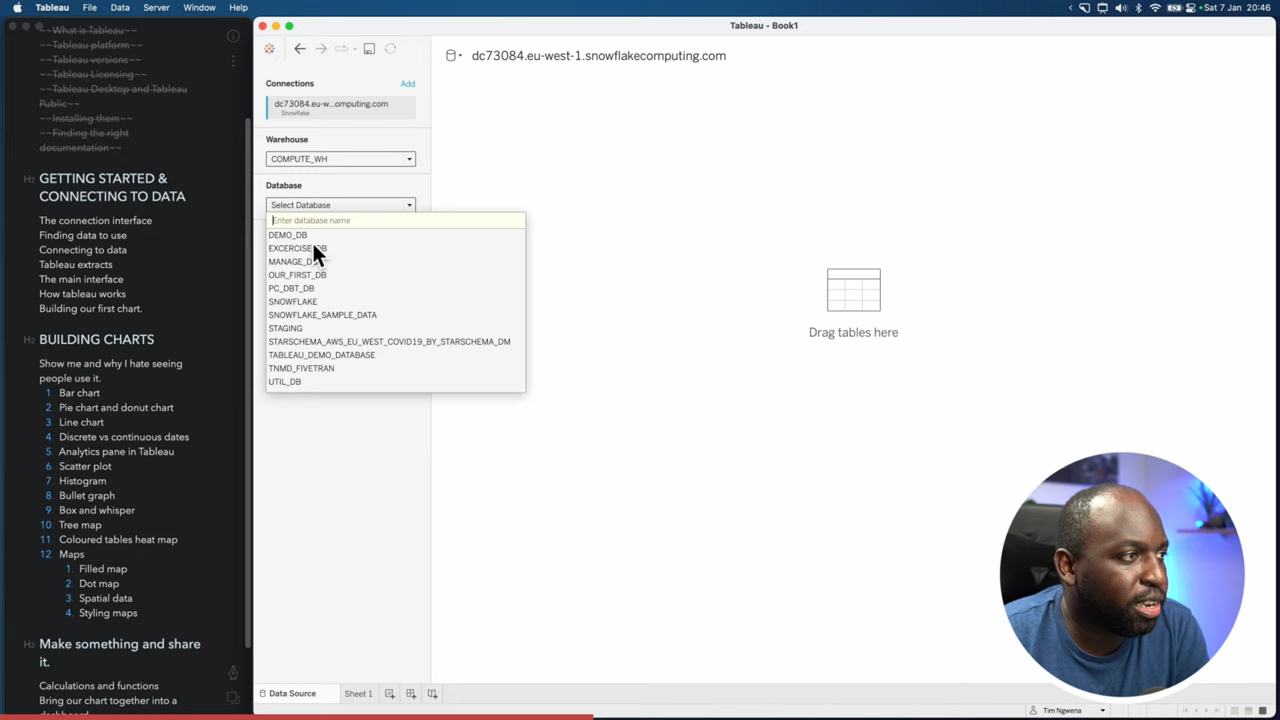 Database File Data Server Window Help
Sat 7 Jan 20:46
~~What is Tableau~~
~~Tableau platform~~
~~Tableau versions~~
~~Tableau Licensing~~
~~Tableau Desktop and Tableau
Public~~
~~Installing them~~
~~Finding the right
documentation~~
H2 GETTING STARTED &
CONNECTING TO DATA
The connection interface
Finding data to use
Connecting to data
Tableau extracts
The main interface
How tableau works
Building our first chart.
H2 BUILDING CHARTS
Show me and why I hate seeing
people use it.
1. Bar chart
2. Pie chart and donut chart
3. Line chart
4. Discrete vs continuous dates
5. Analytics pane in Tableau
6. Scatter plot
7. Histogram
8. Bullet graph
9. Box and whisper
10. Tree map
11. Coloured tables heat map
12. Maps
1. Filled map
2. Dot map
3. Spatial data
4. Styling maps
H2 Make something and share
it.
Calculations and functions
Bring our chart together into a
dashboard
Tableau - Book1
dc73084.eu-west-1.snowflakecomputing.com
Connections Add
dc73084.eu-w...omputing.com
Snowflake
Warehouse
COMPUTE_WH
Database
Select Database
Enter database name
DEMO_DB
EXCERCISE_DB
MANAGE_D
OUR_FIRST_DB
PC_DBT_DB
SNOWFLAKE
SNOWFLAKE_SAMPLE_DATA
STAGING
STARSCHEMA_AWS_EU_WEST_COVID19_BY_STARSCHEMA_DM
TABLEAU_DEMO_DATABASE
TNMD_FIVETRAN
UTIL_DB
Drag tables here
Data Source Sheet 1
Tim Ngwena